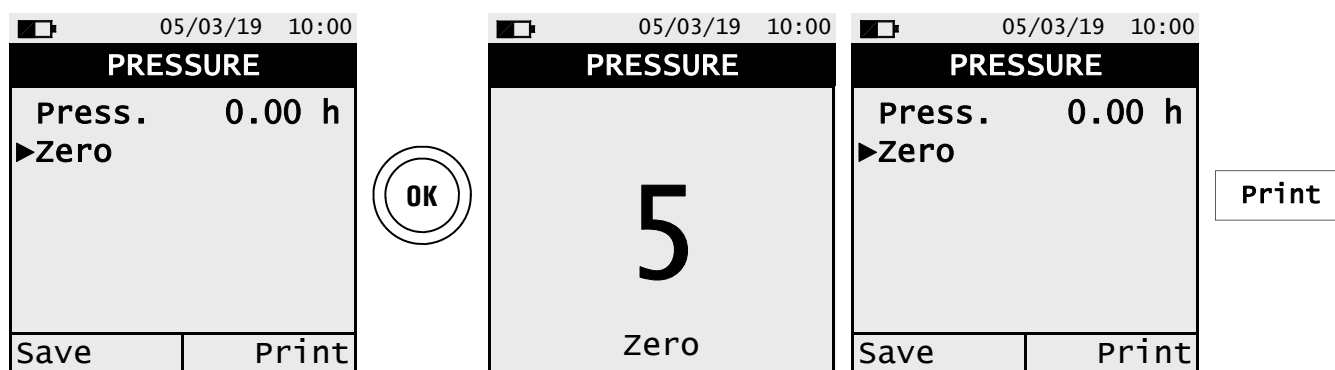 05/03/19 10:00
PRESSURE
Press. 0.00 h
►Zero
Save Print
OK
05/03/19 10:00
PRESSURE
5
Zero
05/03/19 10:00
PRESSURE
Press. 0.00 h
►Zero
Save Print
Print